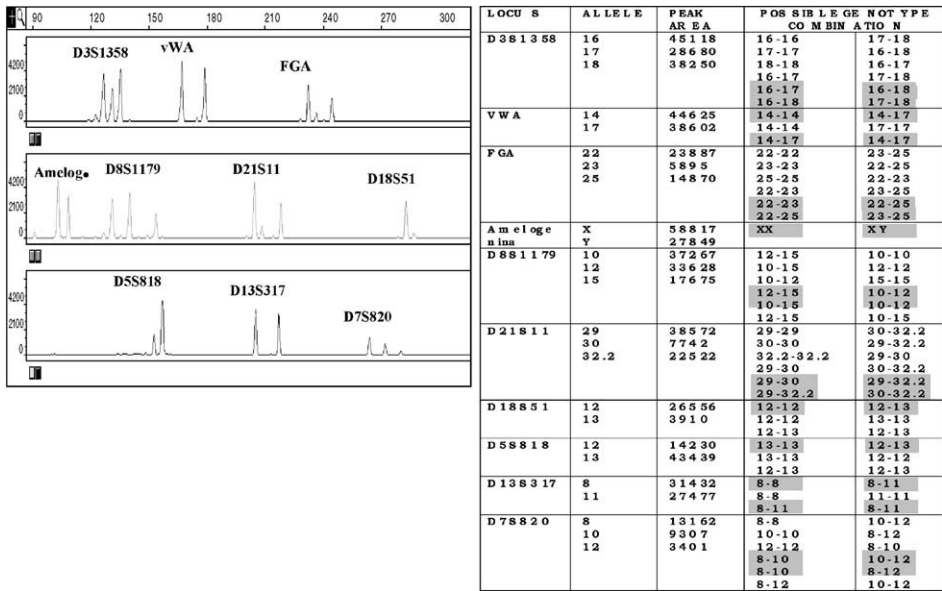 90 120 150 180 210 240 270 300
D3S1358 vWA FGA
4200
2100
0
Amelog. D8S1179 D21S11 D18S51
4200
2100
0
D5S818 D13S317 D7S820
4200
2100
0
LOCUS ALLELE PEAK AREA POSSIBLE GENOTYPE COMBINATION
D3S1358 16 45118 16-16 17-18
17 28680 17-17 16-18
18 38250 18-18 16-17
16-17 17-18
16-17 16-18
16-18 17-18
VWA 14 44625 14-14 14-17
17 38602 14-14 17-17
14-17 14-17
FGA 22 23887 22-22 23-25
23 5895 23-23 22-25
25 14870 25-25 22-23
22-23 23-25
22-23 22-25
22-25 23-25
Ameloge X 58817 XX XY
nina Y 27849
D8S1179 10 37267 12-15 10-10
12 33628 10-15 12-12
15 17675 10-12 15-15
12-15 10-12
10-15 10-12
12-15 10-15
D21S11 29 38572 29-29 30-32.2
30 7742 30-30 29-32.2
32.2 22522 32.2-32.2 29-30
29-30 30-32.2
29-30 29-32.2
29-32.2 30-32.2
D18S51 12 26556 12-12 12-13
13 3910 12-12 13-13
12-13 12-13
D5S818 12 14230 13-13 12-13
13 43439 13-13 12-12
12-13 12-13
D13S317 8 31432 8-8 8-11
11 27477 8-8 11-11
8-11 8-11
D7S820 8 13162 8-8 10-12
10 9307 10-10 8-12
12 3401 12-12 8-10
8-10 10-12
8-10 8-12
8-12 10-12